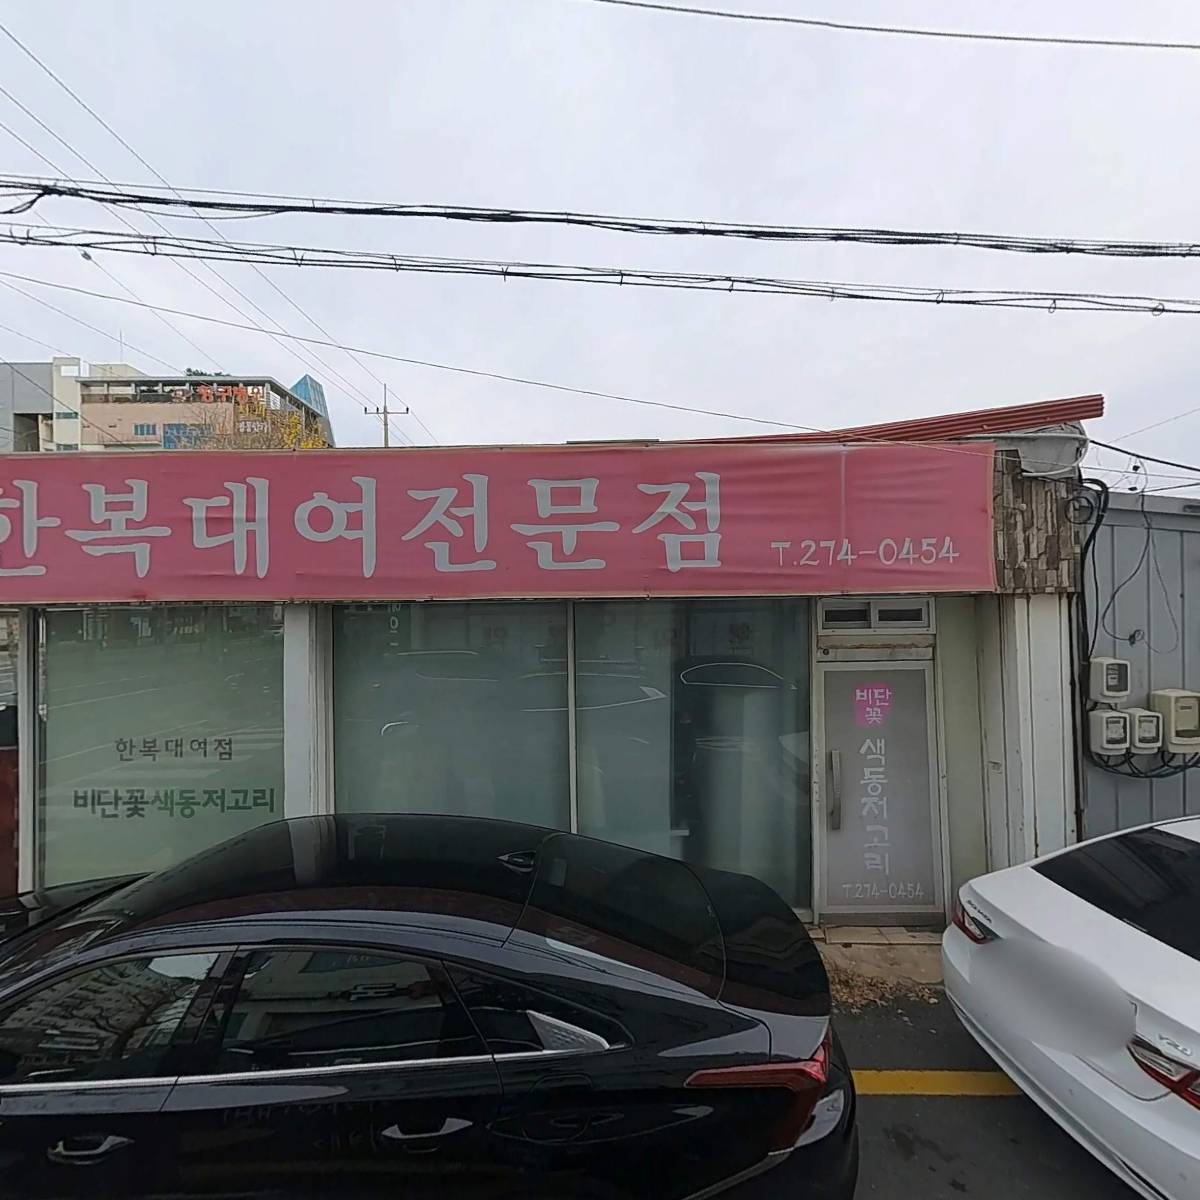 한복대여전문점
T.274-0454
한복대여점
비단꽃색동저고리
비단
꽃
색동저고리
T.274-0454